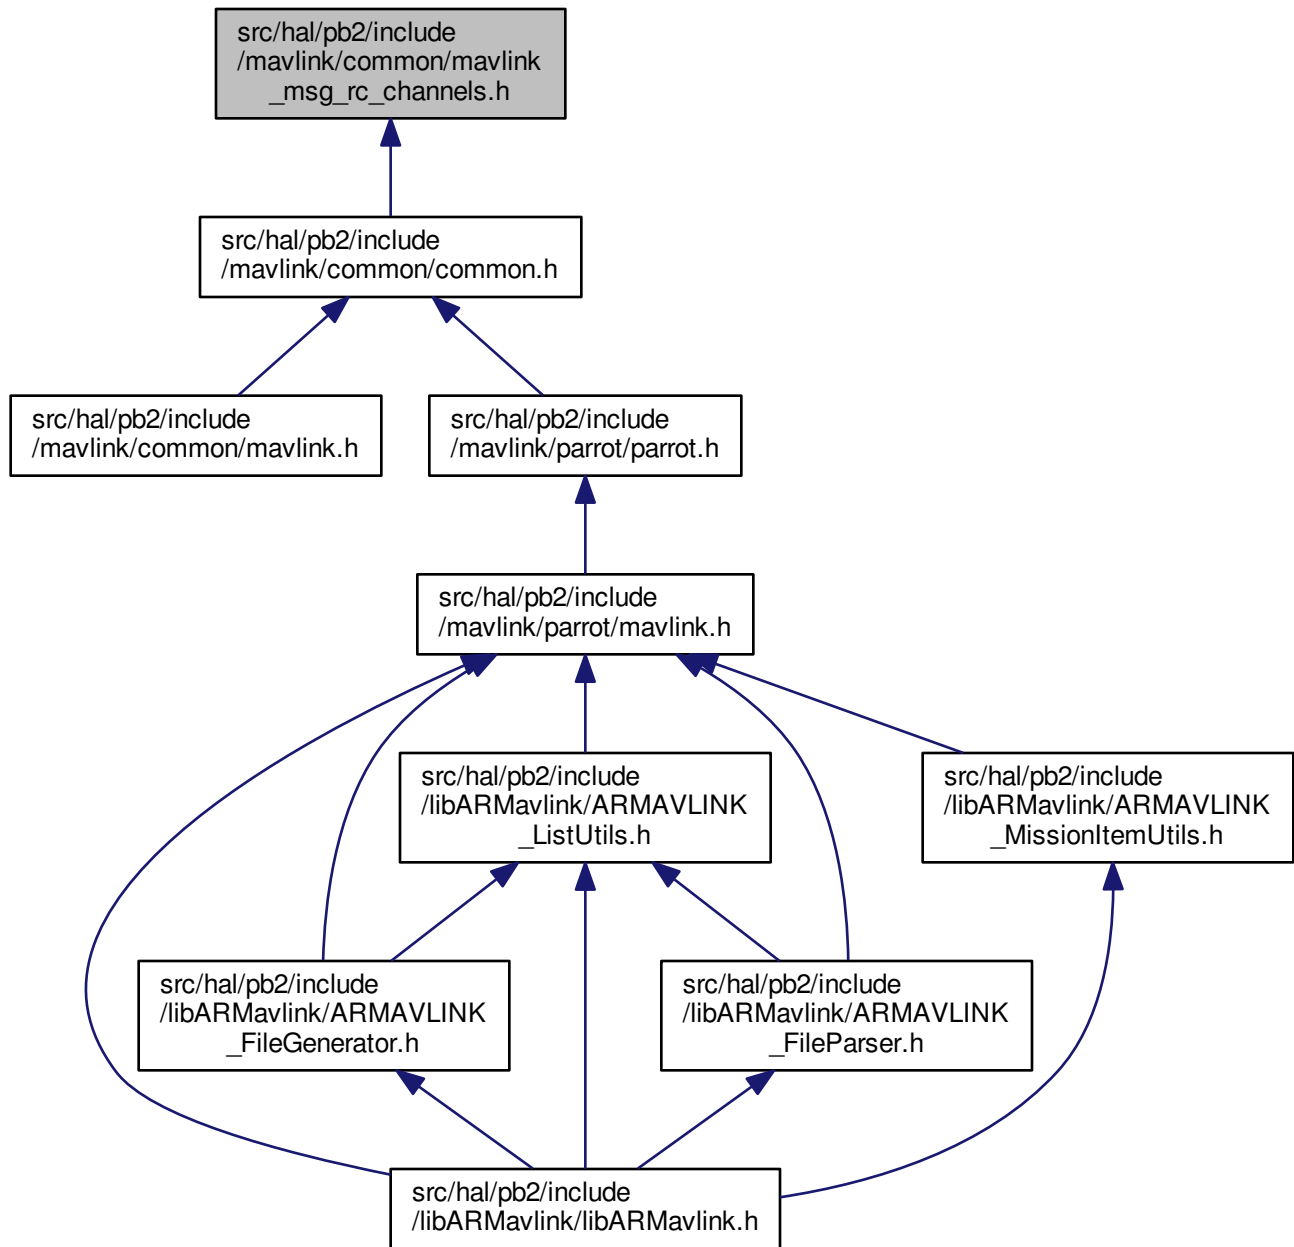 src/hal/pb2/include
/mavlink/common/mavlink
_msg_rc_channels.h
src/hal/pb2/include
/mavlink/common/common.h
src/hal/pb2/include
/mavlink/common/mavlink.h
src/hal/pb2/include
/mavlink/parrot/parrot.h
src/hal/pb2/include
/mavlink/parrot/mavlink.h
src/hal/pb2/include
/libARMavlink/ARMAVLINK
_ListUtils.h
src/hal/pb2/include
/libARMavlink/ARMAVLINK
_MissionItemUtils.h
src/hal/pb2/include
/libARMavlink/ARMAVLINK
_FileGenerator.h
src/hal/pb2/include
/libARMavlink/ARMAVLINK
_FileParser.h
src/hal/pb2/include
/libARMavlink/libARMavlink.h